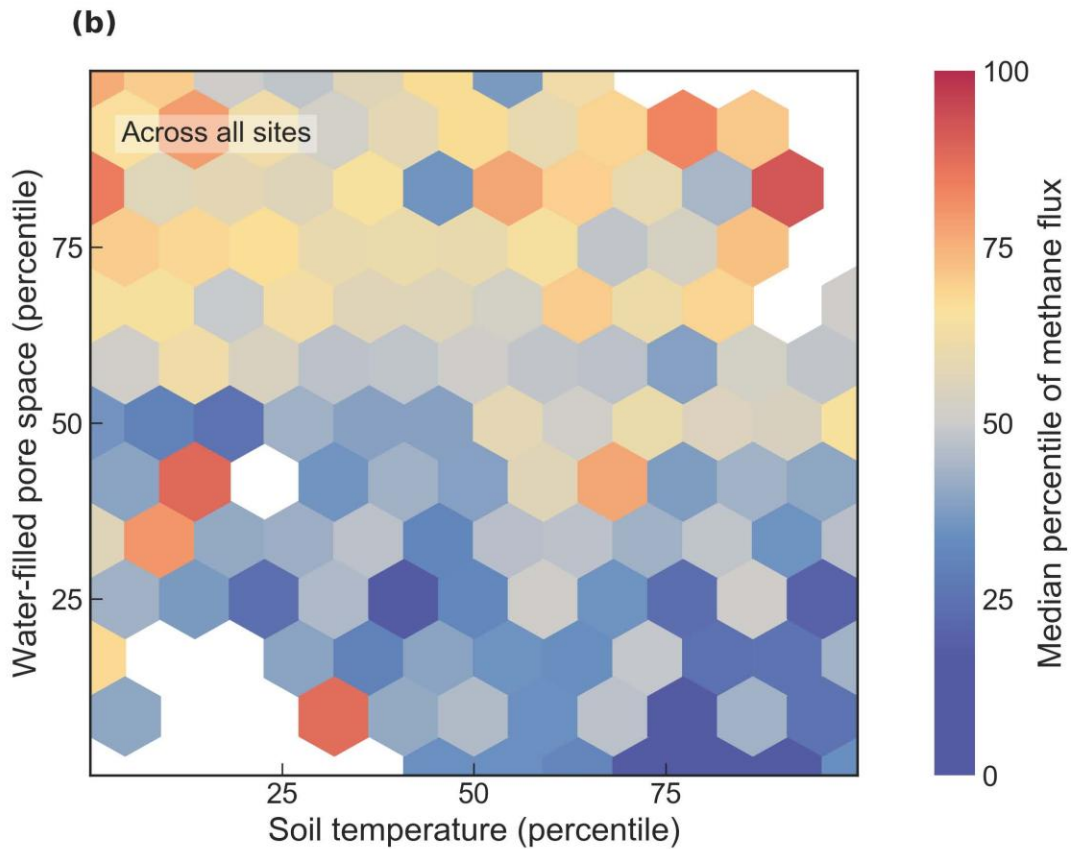 (b)
Across all sites
Water-filled pore space (percentile)
75
50
25
25
50
75
Soil temperature (percentile)
100
75
50
25
0
Median percentile of methane flux